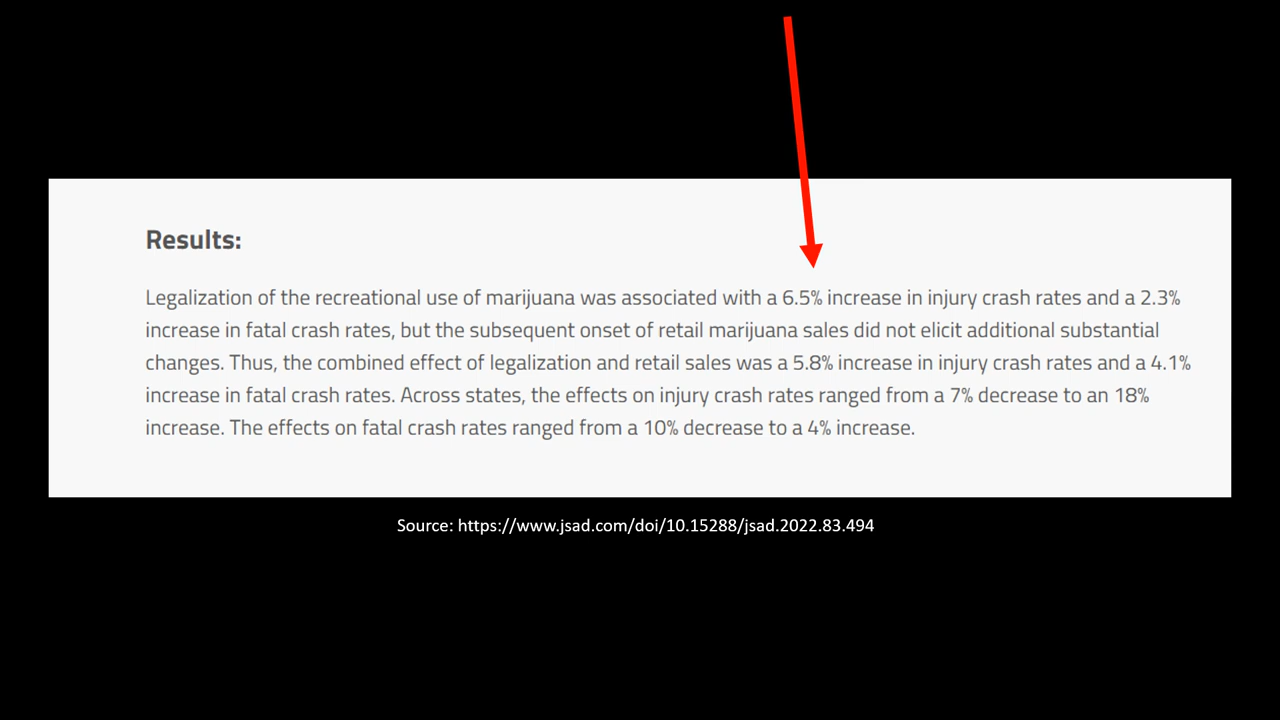 Results:
Legalization of the recreational use of marijuana was associated with a 6.5% increase in injury crash rates and a 2.3%
increase in fatal crash rates, but the subsequent onset of retail marijuana sales did not elicit additional substantial
changes. Thus, the combined effect of legalization and retail sales was a 5.8% increase in injury crash rates and a 4.1%
increase in fatal crash rates. Across states, the effects on injury crash rates ranged from a 7% decrease to an 18%
increase. The effects on fatal crash rates ranged from a 10% decrease to a 4% increase.
Source: https://www.jsad.com/doi/10.15288/jsad.2022.83.494